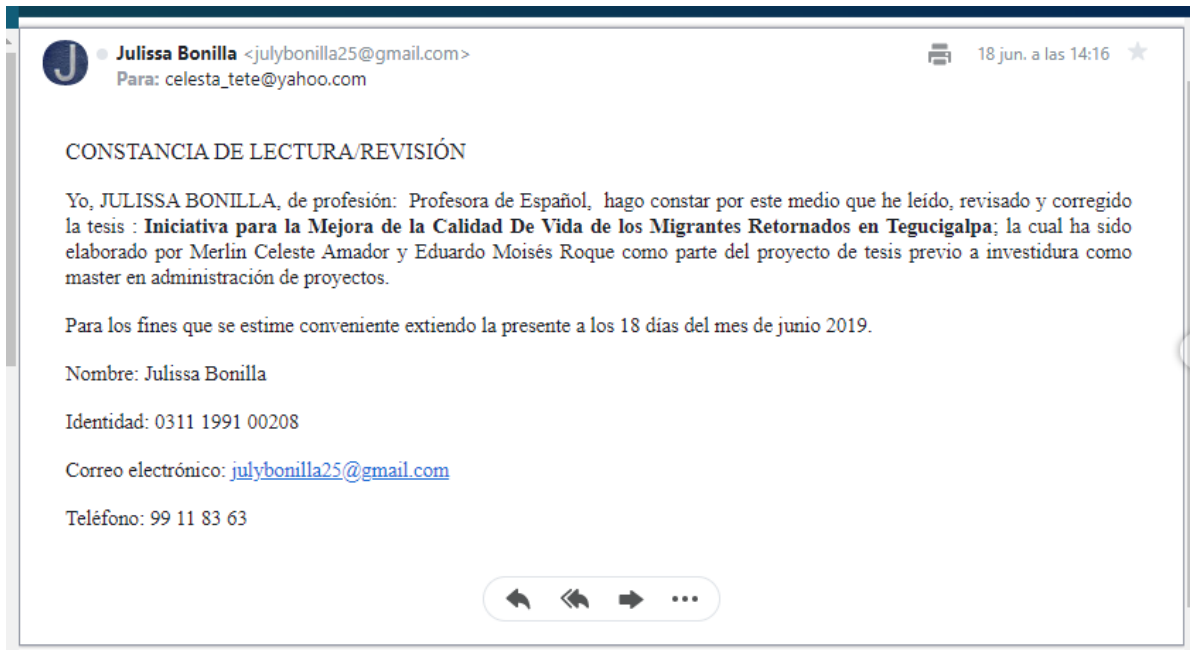 J
Julissa Bonilla <julybonilla25@gmail.com>
18 jun. a las 14:16
Para: celesta_tete@yahoo.com
CONSTANCIA DE LECTURA/REVISIÓN
Yo, JULISSA BONILLA, de profesión: Profesora de Español, hago constar por este medio que he leído, revisado y corregido
la tesis : Iniciativa para la Mejora de la Calidad De Vida de los Migrantes Retornados en Tegucigalpa; la cual ha sido
elaborado por Merlin Celeste Amador y Eduardo Moisés Roque como parte del proyecto de tesis previo a investidura como
master en administración de proyectos.
Para los fines que se estime conveniente extiendo la presente a los 18 días del mes de junio 2019.
Nombre: Julissa Bonilla
Identidad: 0311 1991 00208
Correo electrónico: julybonilla25@gmail.com
Teléfono: 99 11 83 63